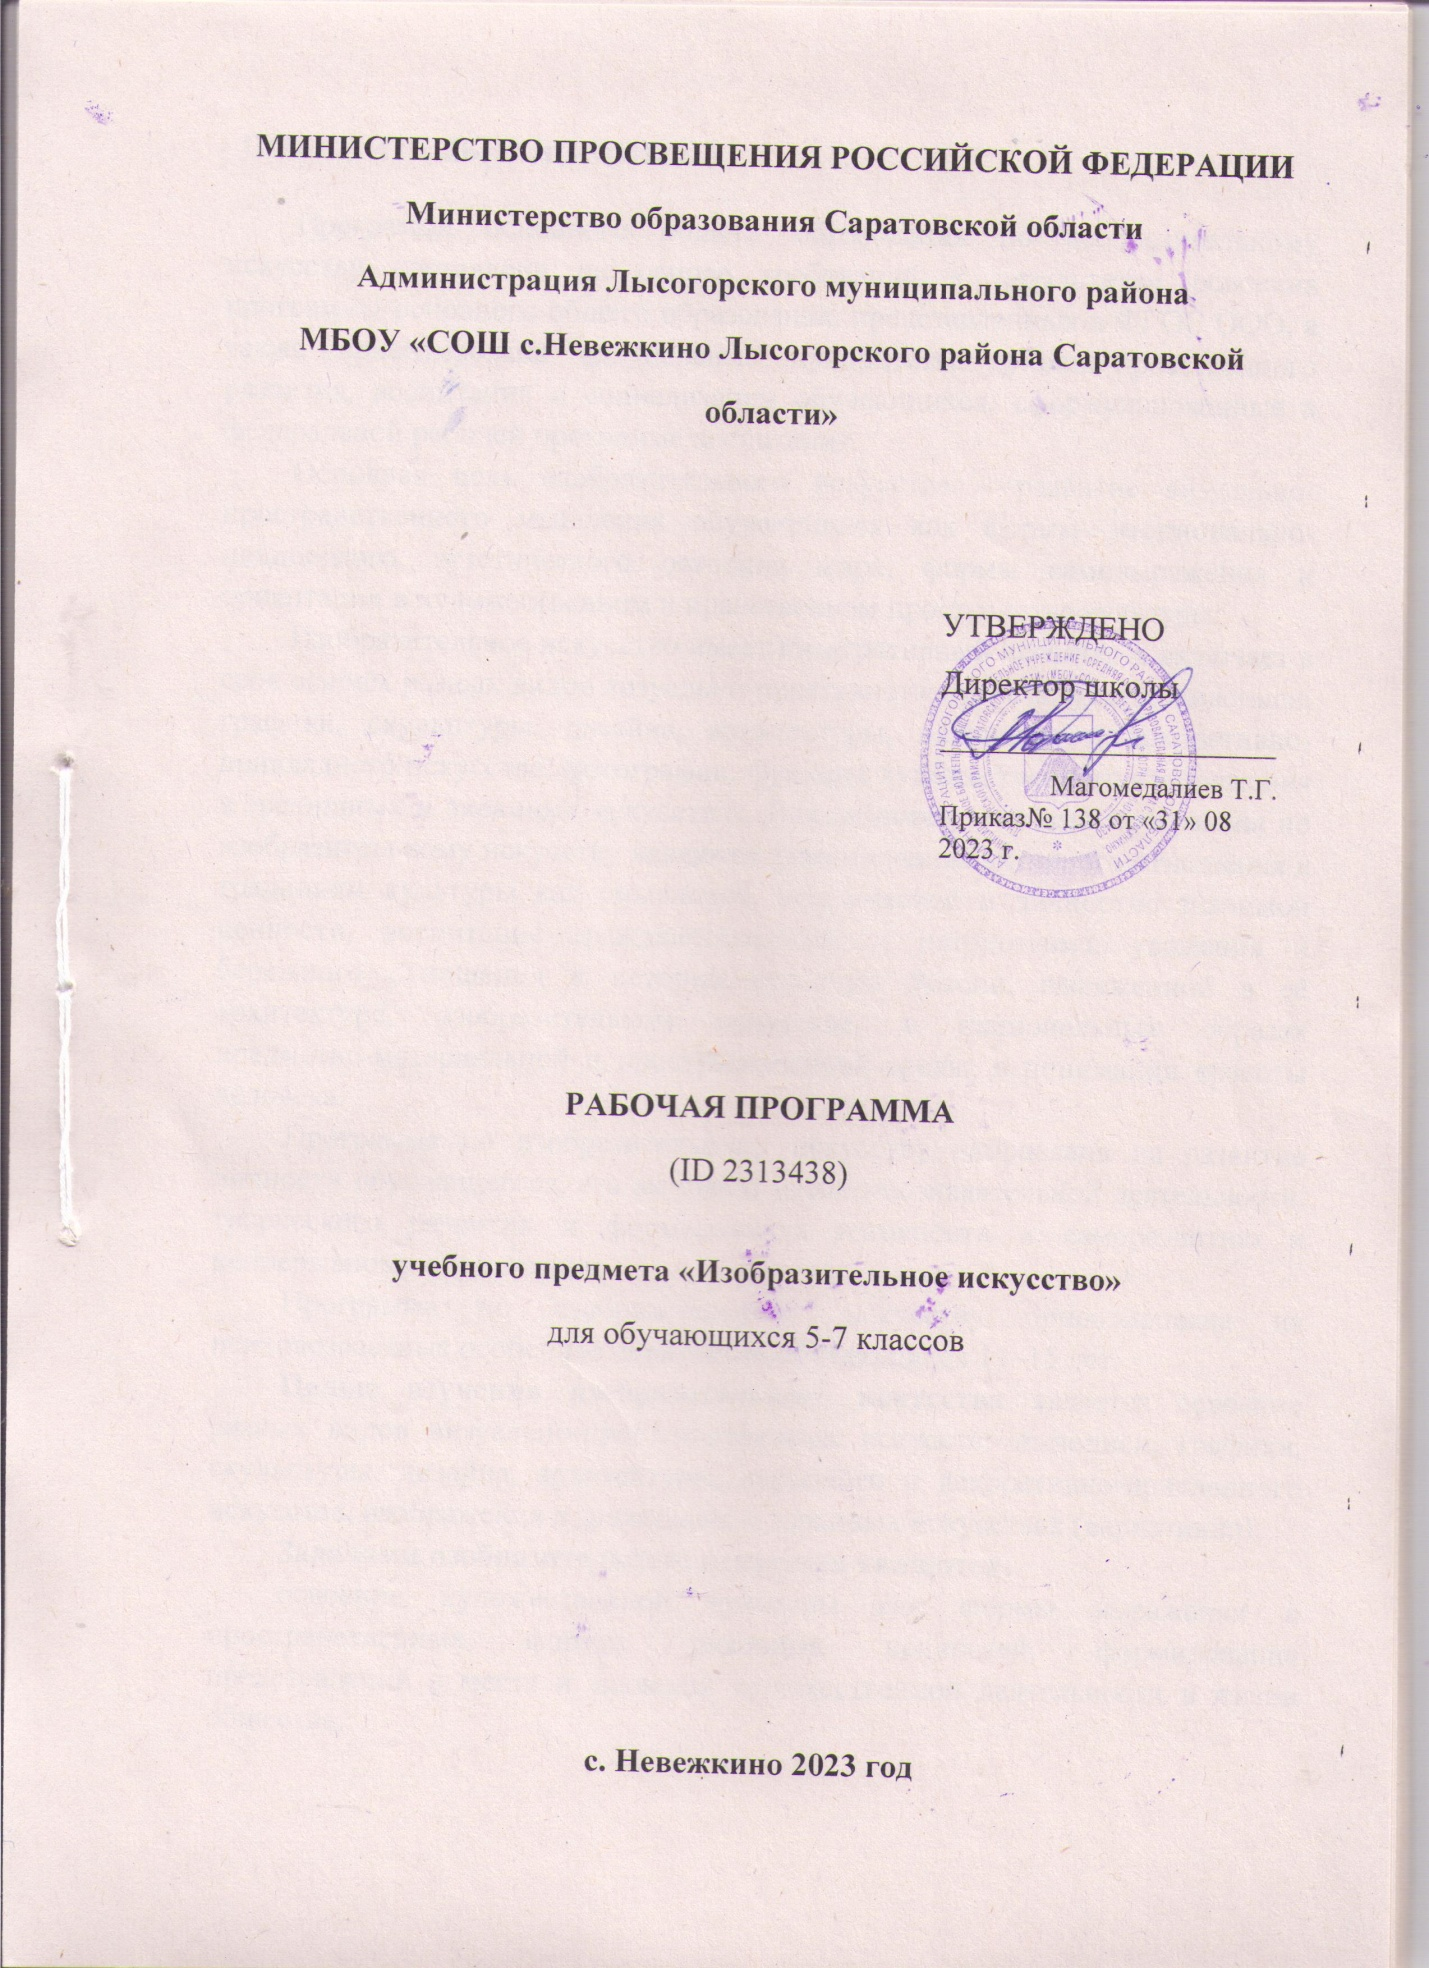 МИНИСТЕРСТВО ПРОСВЕЩЕНИЯ РОССИЙСКОЙ ФЕДЕРАЦИИ
Министерство образования Саратовской области
Администрация Лысогорского муниципального района
МБОУ «СОШ с.Невежкино Лысогорского района Саратовской
области»
УТВЕРЖДЕНО
Директор школы
Магомедалиев Т.Г.
Приказ№ 138 от «31» 08
2023 г.
РАБОЧАЯ ПРОГРАММА
(ID 2313438)
учебного предмета «Изобразительное искусство»
для обучающихся 5-7 классов
с. Невежкино 2023 год